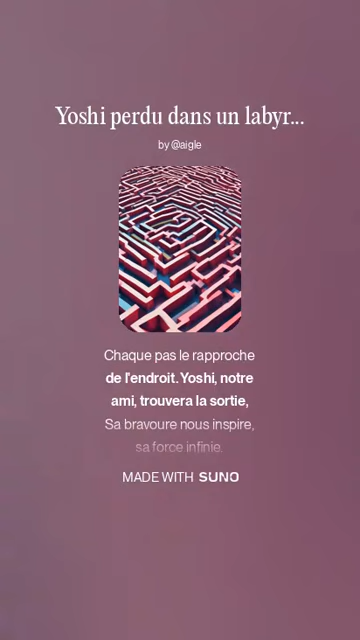 Yoshi perdu dans un labyr...
by @aigle
Chaque pas le rapproche
de l'endroit. Yoshi, notre
ami, trouvera la sortie,
Sa bravoure nous inspire,
sa force infinie.
MADE WITH SUNO